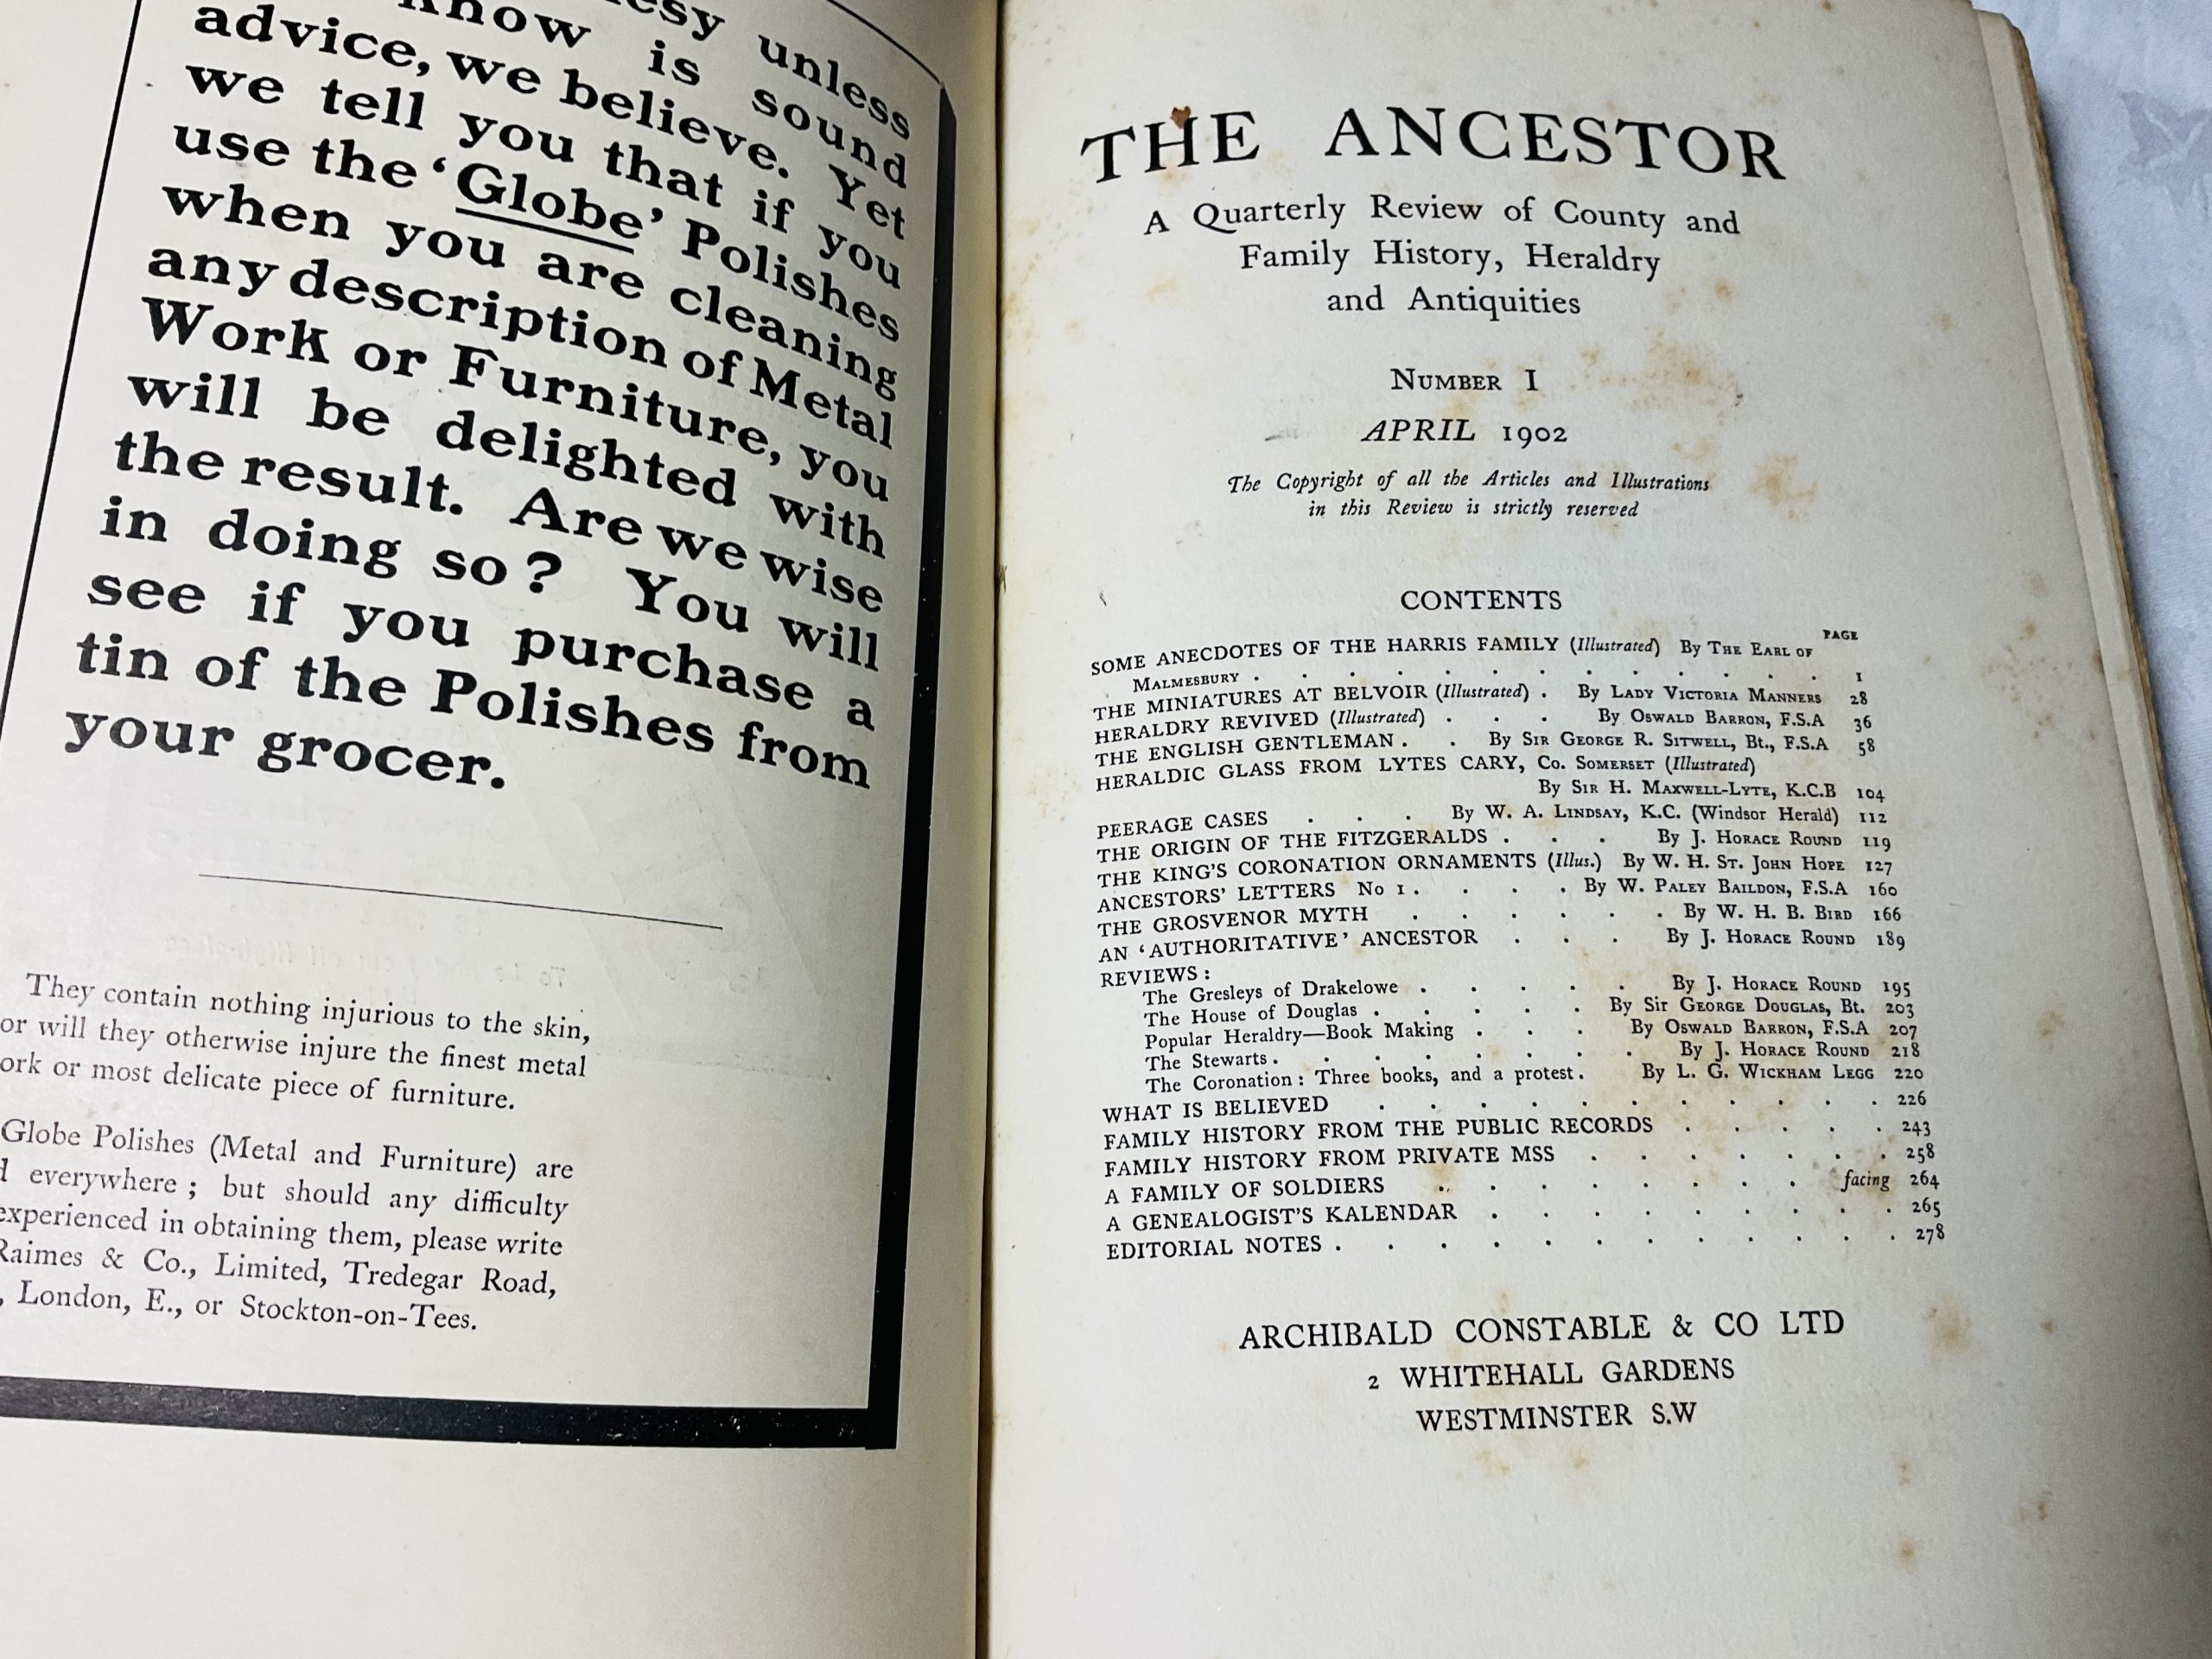 know is sound
unless
advice, we believe. Yet
we tell you that if you
use the ‘Globe’ Polishes
when you are cleaning
any description of Metal
Work or Furniture, you
will be delighted with
the result. Are we wise
in doing so? You will
see if you purchase a
tin of the Polishes from
your grocer.
They contain nothing injurious to the skin,
or will they otherwise injure the finest metal
ork or most delicate piece of furniture.
Globe Polishes (Metal and Furniture) are
d everywhere; but should any difficulty
experienced in obtaining them, please write
Raimes & Co., Limited, Tredegar Road,
, London, E., or Stockton-on-Tees.
THE ANCESTOR
A Quarterly Review of County and
Family History, Heraldry
and Antiquities
NUMBER I
APRIL 1902
The Copyright of all the Articles and Illustrations
in this Review is strictly reserved
CONTENTS
PAGE
SOME ANECDOTES OF THE HARRIS FAMILY (Illustrated) By THE EARL OF
MALMESBURY . . . . . . . . . . . . . 1
THE MINIATURES AT BELVOIR (Illustrated) . By LADY VICTORIA MANNERS 28
HERALDRY REVIVED (Illustrated) . . . By OSWALD BARRON, F.S.A 36
THE ENGLISH GENTLEMAN . . By SIR GEORGE R. SITWELL, Bt., F.S.A 58
HERALDIC GLASS FROM LYTES CARY, Co. SOMERSET (Illustrated)
By SIR H. MAXWELL-LYTE, K.C.B 104
PEERAGE CASES . . . By W. A. LINDSAY, K.C. (Windsor Herald) 112
THE ORIGIN OF THE FITZGERALDS . . . By J. HORACE ROUND 119
THE KING'S CORONATION ORNAMENTS (Illus.) By W. H. ST. JOHN HOPE 127
ANCESTORS' LETTERS No 1 . . . . By W. PALEY BAILDON, F.S.A 160
THE GROSVENOR MYTH . . . . . . By W. H. B. BIRD 166
AN ‘AUTHORITATIVE’ ANCESTOR . . . By J. HORACE ROUND 189
REVIEWS :
The Gresleys of Drakelowe . . . . . By J. HORACE ROUND 195
The House of Douglas . . . . . By Sir GEORGE DOUGLAS, Bt. 203
Popular Heraldry—Book Making . . . By OSWALD BARRON, F.S.A 207
The Stewarts . . . . . . . . By J. HORACE ROUND 218
The Coronation : Three books, and a protest . By L. G. WICKHAM LEGG 220
WHAT IS BELIEVED . . . . . . . . . . . 226
FAMILY HISTORY FROM THE PUBLIC RECORDS . . . . . 243
FAMILY HISTORY FROM PRIVATE MSS . . . . . . . 258
A FAMILY OF SOLDIERS . . . . . . . . facing 264
A GENEALOGIST'S KALENDAR . . . . . . . . . 265
EDITORIAL NOTES . . . . . . . . . . . . 278
ARCHIBALD CONSTABLE & CO LTD
2 WHITEHALL GARDENS
WESTMINSTER S.W